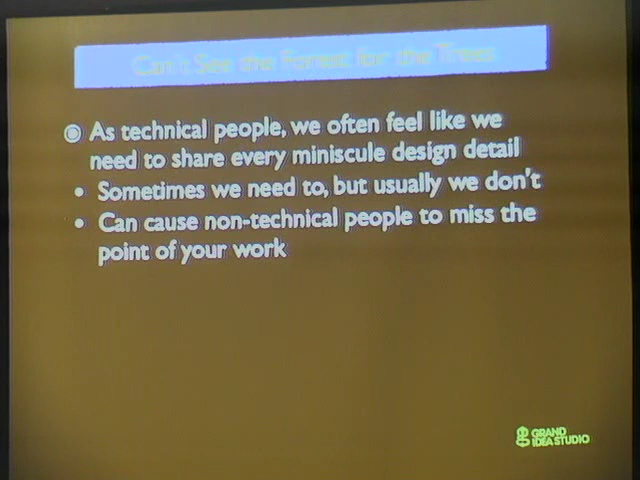 Can't See the Forest for the Trees
As technical people, we often feel like we
need to share every miniscule design detail
Sometimes we need to, but usually we don't
Can cause non-technical people to miss the
point of your work
GRAND
IDEA STUDIO